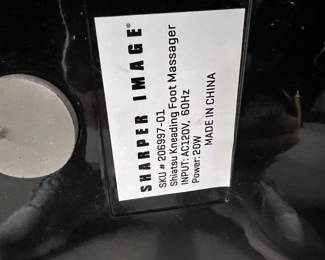 SHARPER IMAGE®
SKU # 206997-01
Shiatsu Kneading Foot Massager
INPUT: AC120V, 60Hz
Power: 20W
MADE IN CHINA